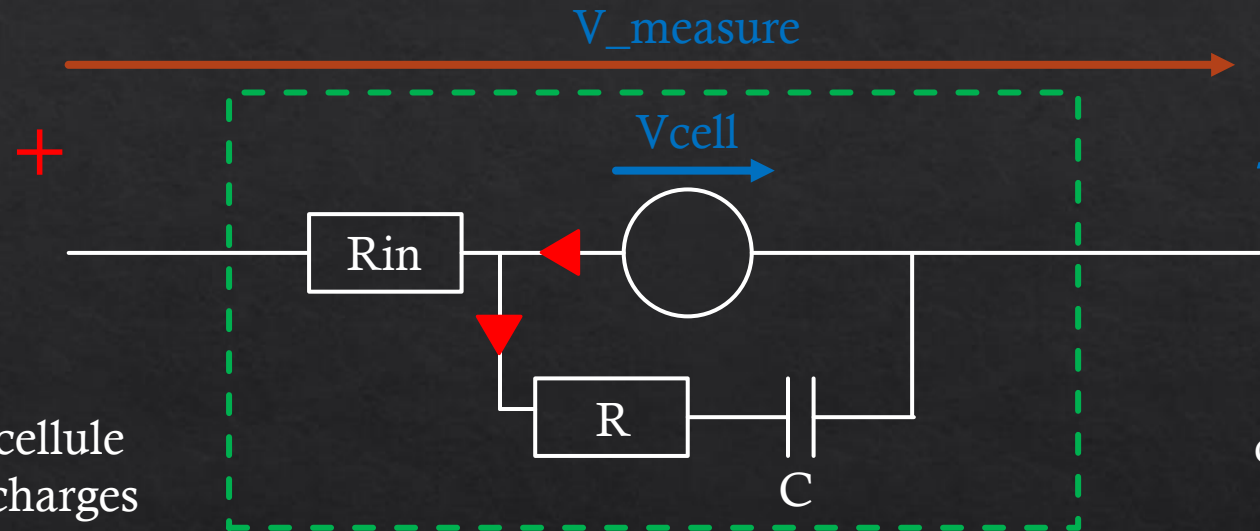 V_measure
+
Vcell
Rin
R
C
cellule
charges